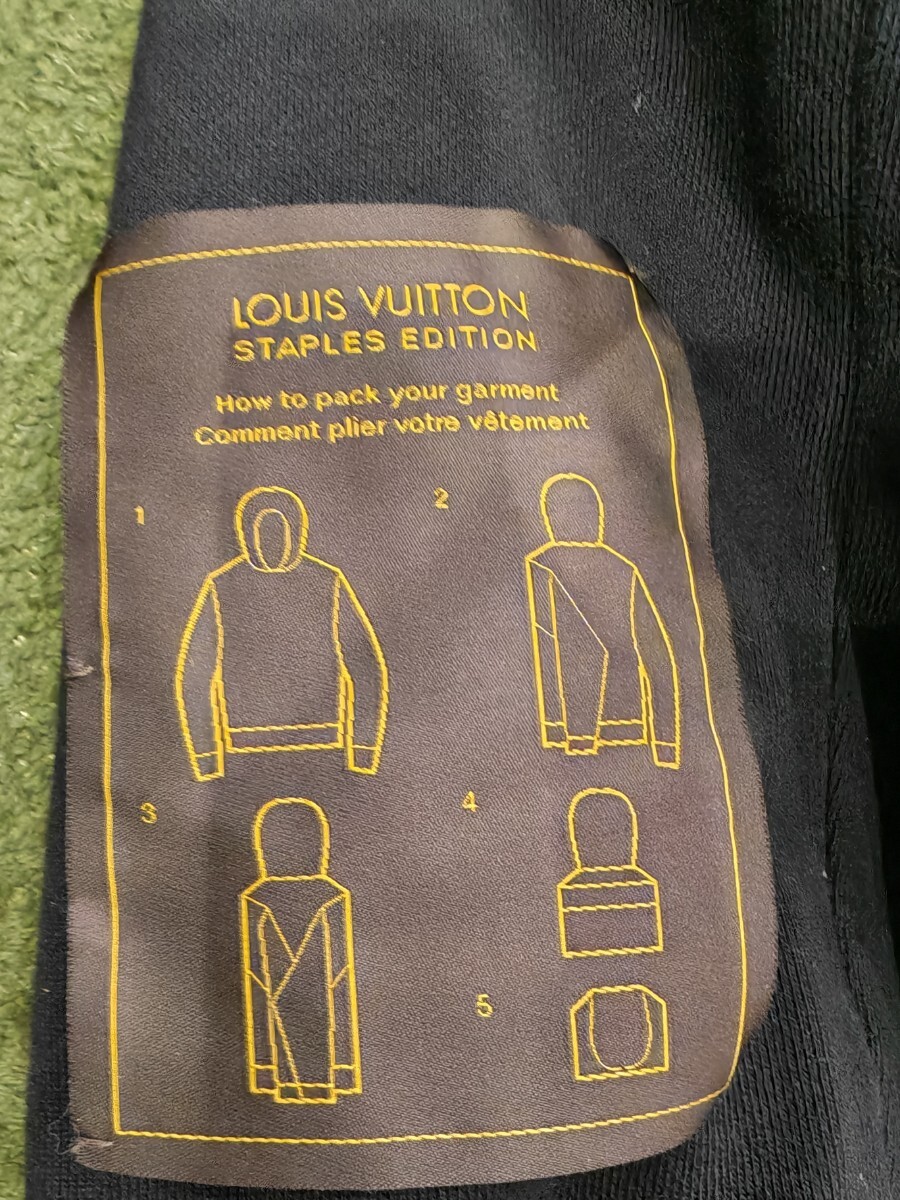 LOUIS VUITTON
STAPLES EDITION
How to pack your garment
Comment plier votre vêtement
1
2
3
4
5